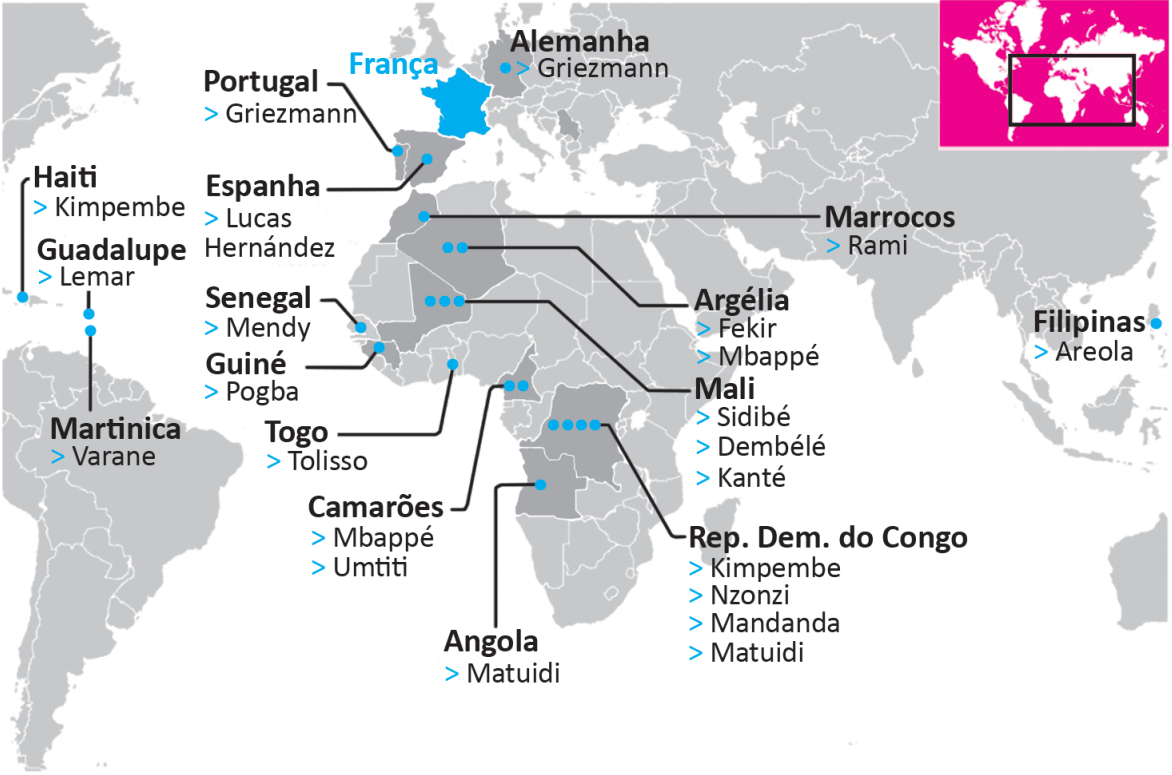 Alemanha
> Griezmann
França
Portugal
> Griezmann
Espanha
> Lucas
Hernández
Haiti
> Kimpembe
Guadalupe
> Lemar
Martinica
> Varane
Senegal
> Mendy
Guiné
> Pogba
Togo
> Tolisso
Camarões
> Mbappé
> Umtiti
Angola
> Matuidi
Marrocos
> Rami
Argélia
> Fekir
> Mbappé
Mali
> Sidibé
> Dembélé
> Kanté
Rep. Dem. do Congo
> Kimpembe
> Nzonzi
> Mandanda
> Matuidi
Filipinas
> Areola